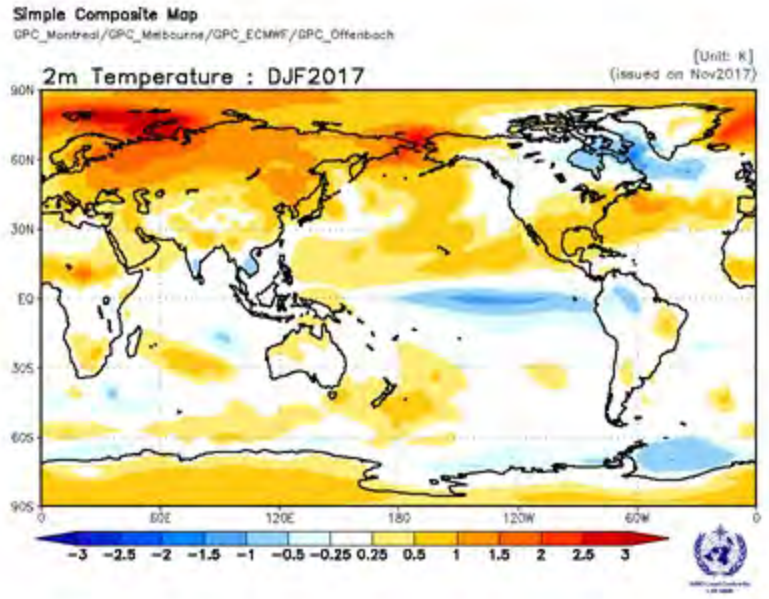 Simple Composite Map
GPC_Montreal/GPC_Melbourne/GPC_ECMWF/GPC_Offenbach
[Unit: K]
2m Temperature : DJF2017
(issued on Nov2017)
90N
60N
30N
EQ
30S
60S
90S
0 60E 120E 180 120W 60W 0
-3 -2.5 -2 -1.5 -1 -0.5 -0.25 0.25 0.5 1 1.5 2 2.5 3